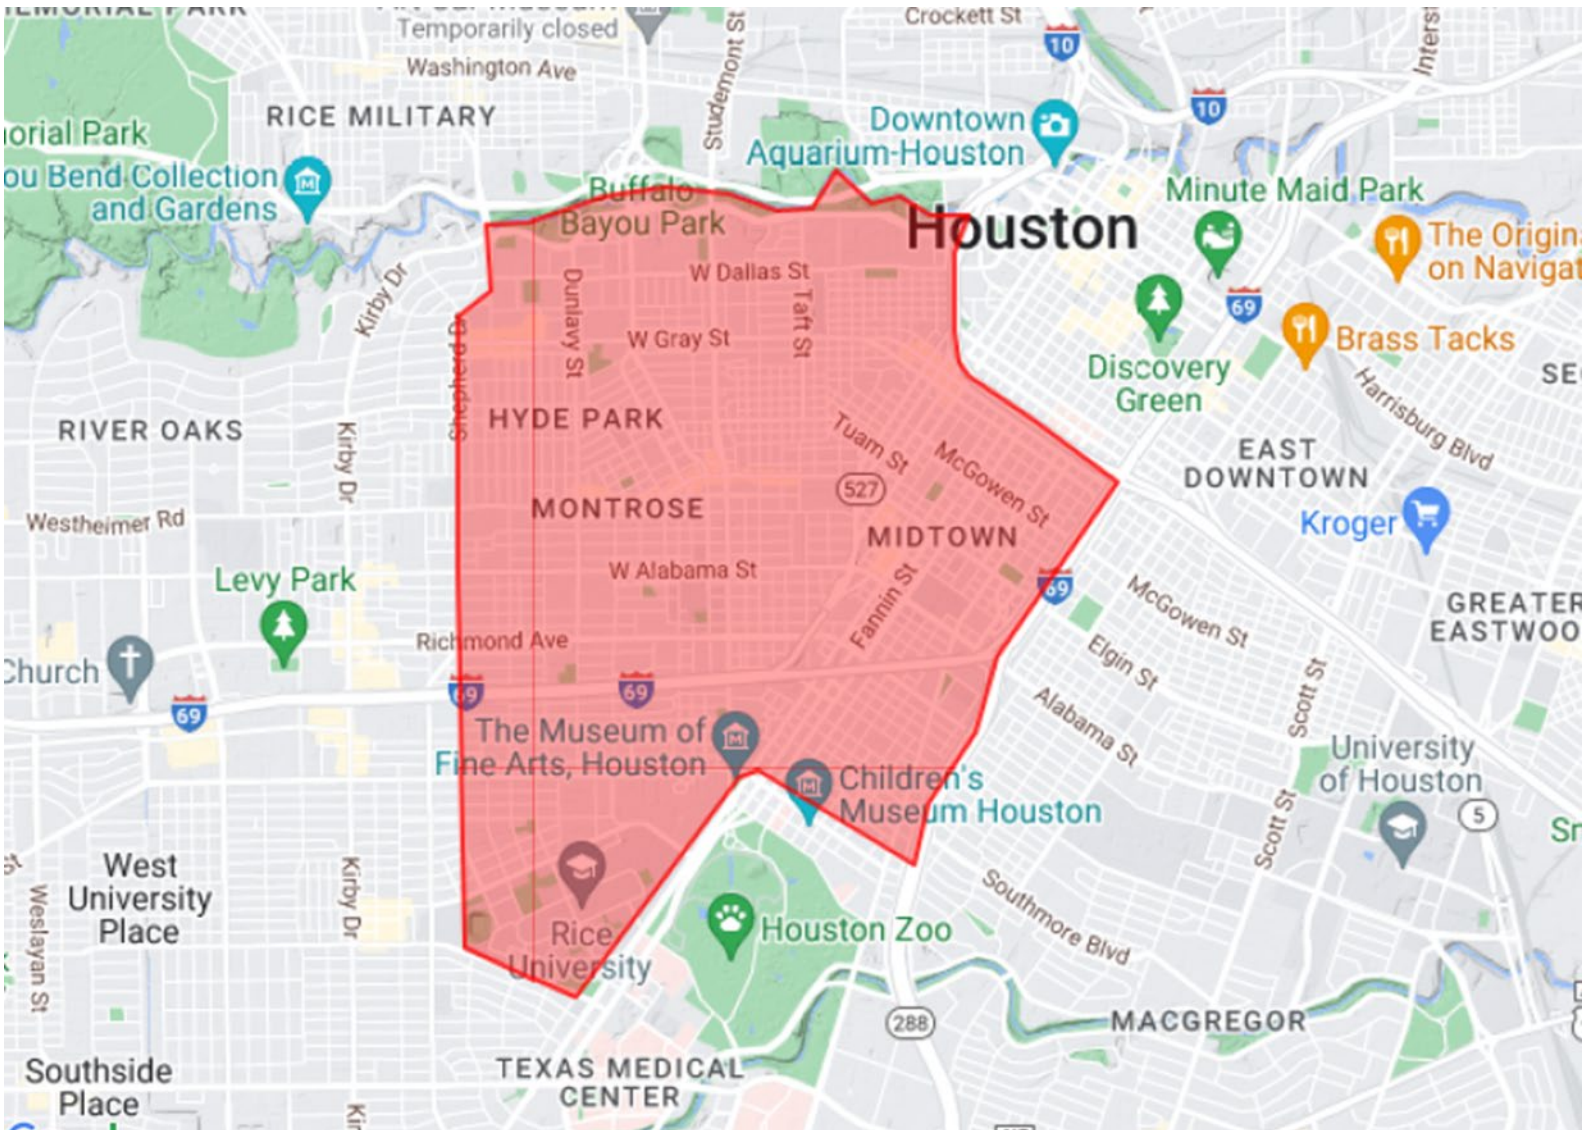 Temporarily closed
Crockett St
10
Washington Ave
Studemont St
RICE MILITARY
10
Downtown
Aquarium-Houston
orial Park
ou Bend Collection
and Gardens
Buffalo
Bayou Park
Minute Maid Park
Houston
The Origin
on Navigat
Kirby Dr
Dunlavy St
W Dallas St
Taft St
69
W Gray St
Brass Tacks
Shepherd D
Discovery
Green
SE
Harrisburg Blvd
RIVER OAKS
Kirby Dr
HYDE PARK
Tuam St
McGowen St
EAST
DOWNTOWN
527
MONTROSE
Westheimer Rd
Kroger
MIDTOWN
W Alabama St
Levy Park
69
Fannin St
McGowen St
GREATER
EASTWOO
Richmond Ave
Elgin St
Church
69
69
69
Alabama St
Scott St
The Museum of
Fine Arts, Houston
University
of Houston
Children's
Museum Houston
5
Scott St
Sr
St
West
University
Place
Kirby Dr
Weslayan St
Rice
University
Houston Zoo
Southmore Blvd
288
MACGREGOR
TEXAS MEDICAL
CENTER
Southside
Place
Kir